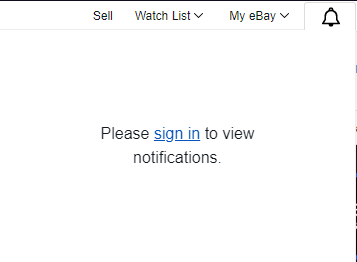 Sell Watch List My eBay
Please sign in to view
notifications.